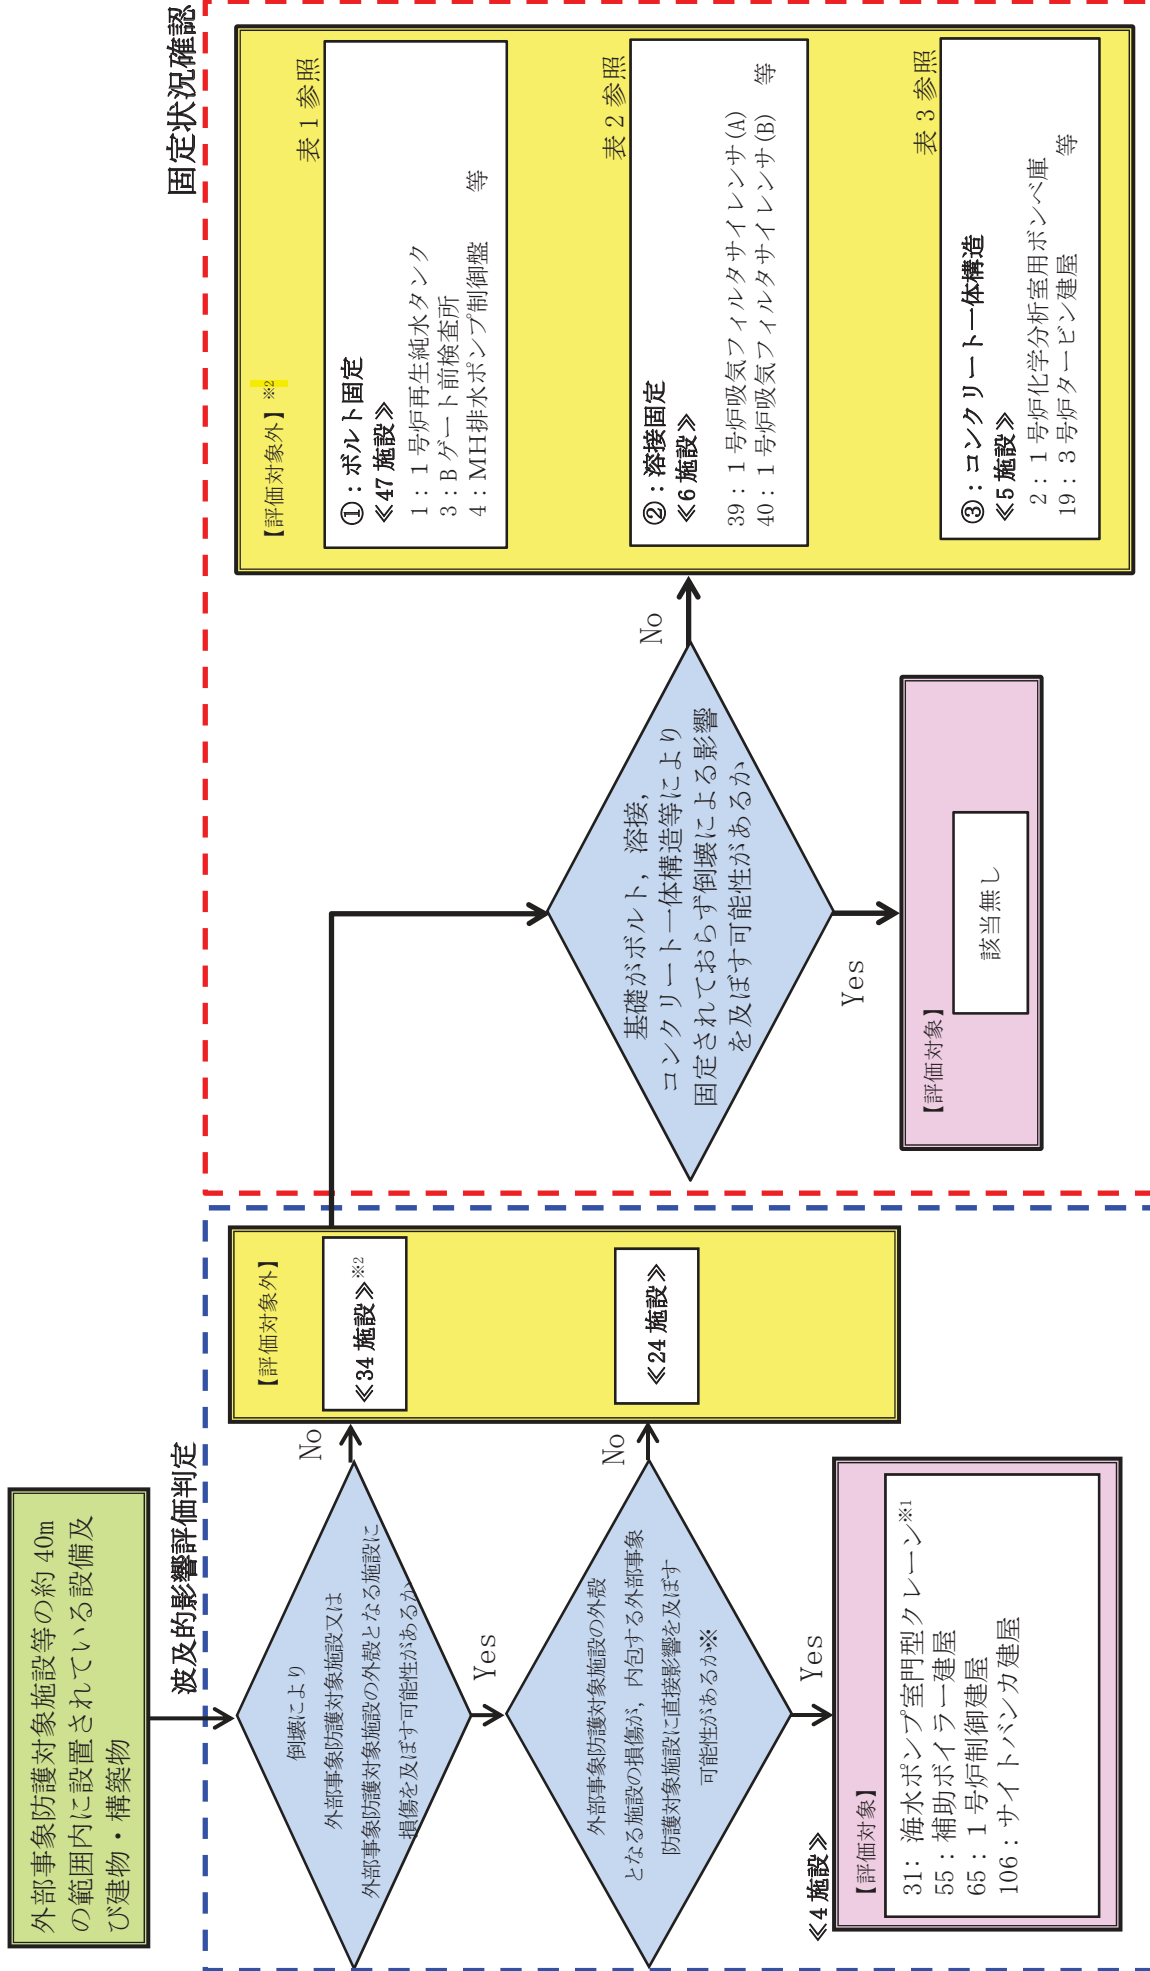 外部事象防護対象施設等の約 40m
の範囲内に設置されている設備及
び建物・構築物
波及的影響評価判定
倒壊により
外部事象防護対象施設又は
外部事象防護対象施設の外殻となる施設に
損傷を及ぼす可能性があるか
No
Yes
外部事象防護対象施設の外殻
となる施設の損傷が，内包する外部事象
防護対象施設に直接影響を及ぼす
可能性があるか※
No
Yes
≪4 施設≫
【評価対象】
31： 海水ポンプ室門型クレーン※1
55：補助ボイラー建屋
65：1 号炉制御建屋
106：サイトバンカ建屋
【評価対象外】
≪34 施設≫※2
≪24 施設≫
固定状況確認
基礎がボルト，溶接，
コンクリート一体構造等により
固定されておらず倒壊による影響
を及ぼす可能性があるか
No
Yes
【評価対象】
該当無し
【評価対象外】※2
表 1 参照
①：ボルト固定
≪47 施設≫
1：1 号炉再生純水タンク
3：B ゲート前検査所
4：MH排水ポンプ制御盤 等
表 2 参照
②：溶接固定
≪6 施設≫
39：1 号炉吸気フィルタサイレンサ(A)
40：1 号炉吸気フィルタサイレンサ(B) 等
表 3 参照
③：コンクリート一体構造
≪5 施設≫
2：1 号炉化学分析室用ボンベ庫
19：3 号炉タービン建屋 等